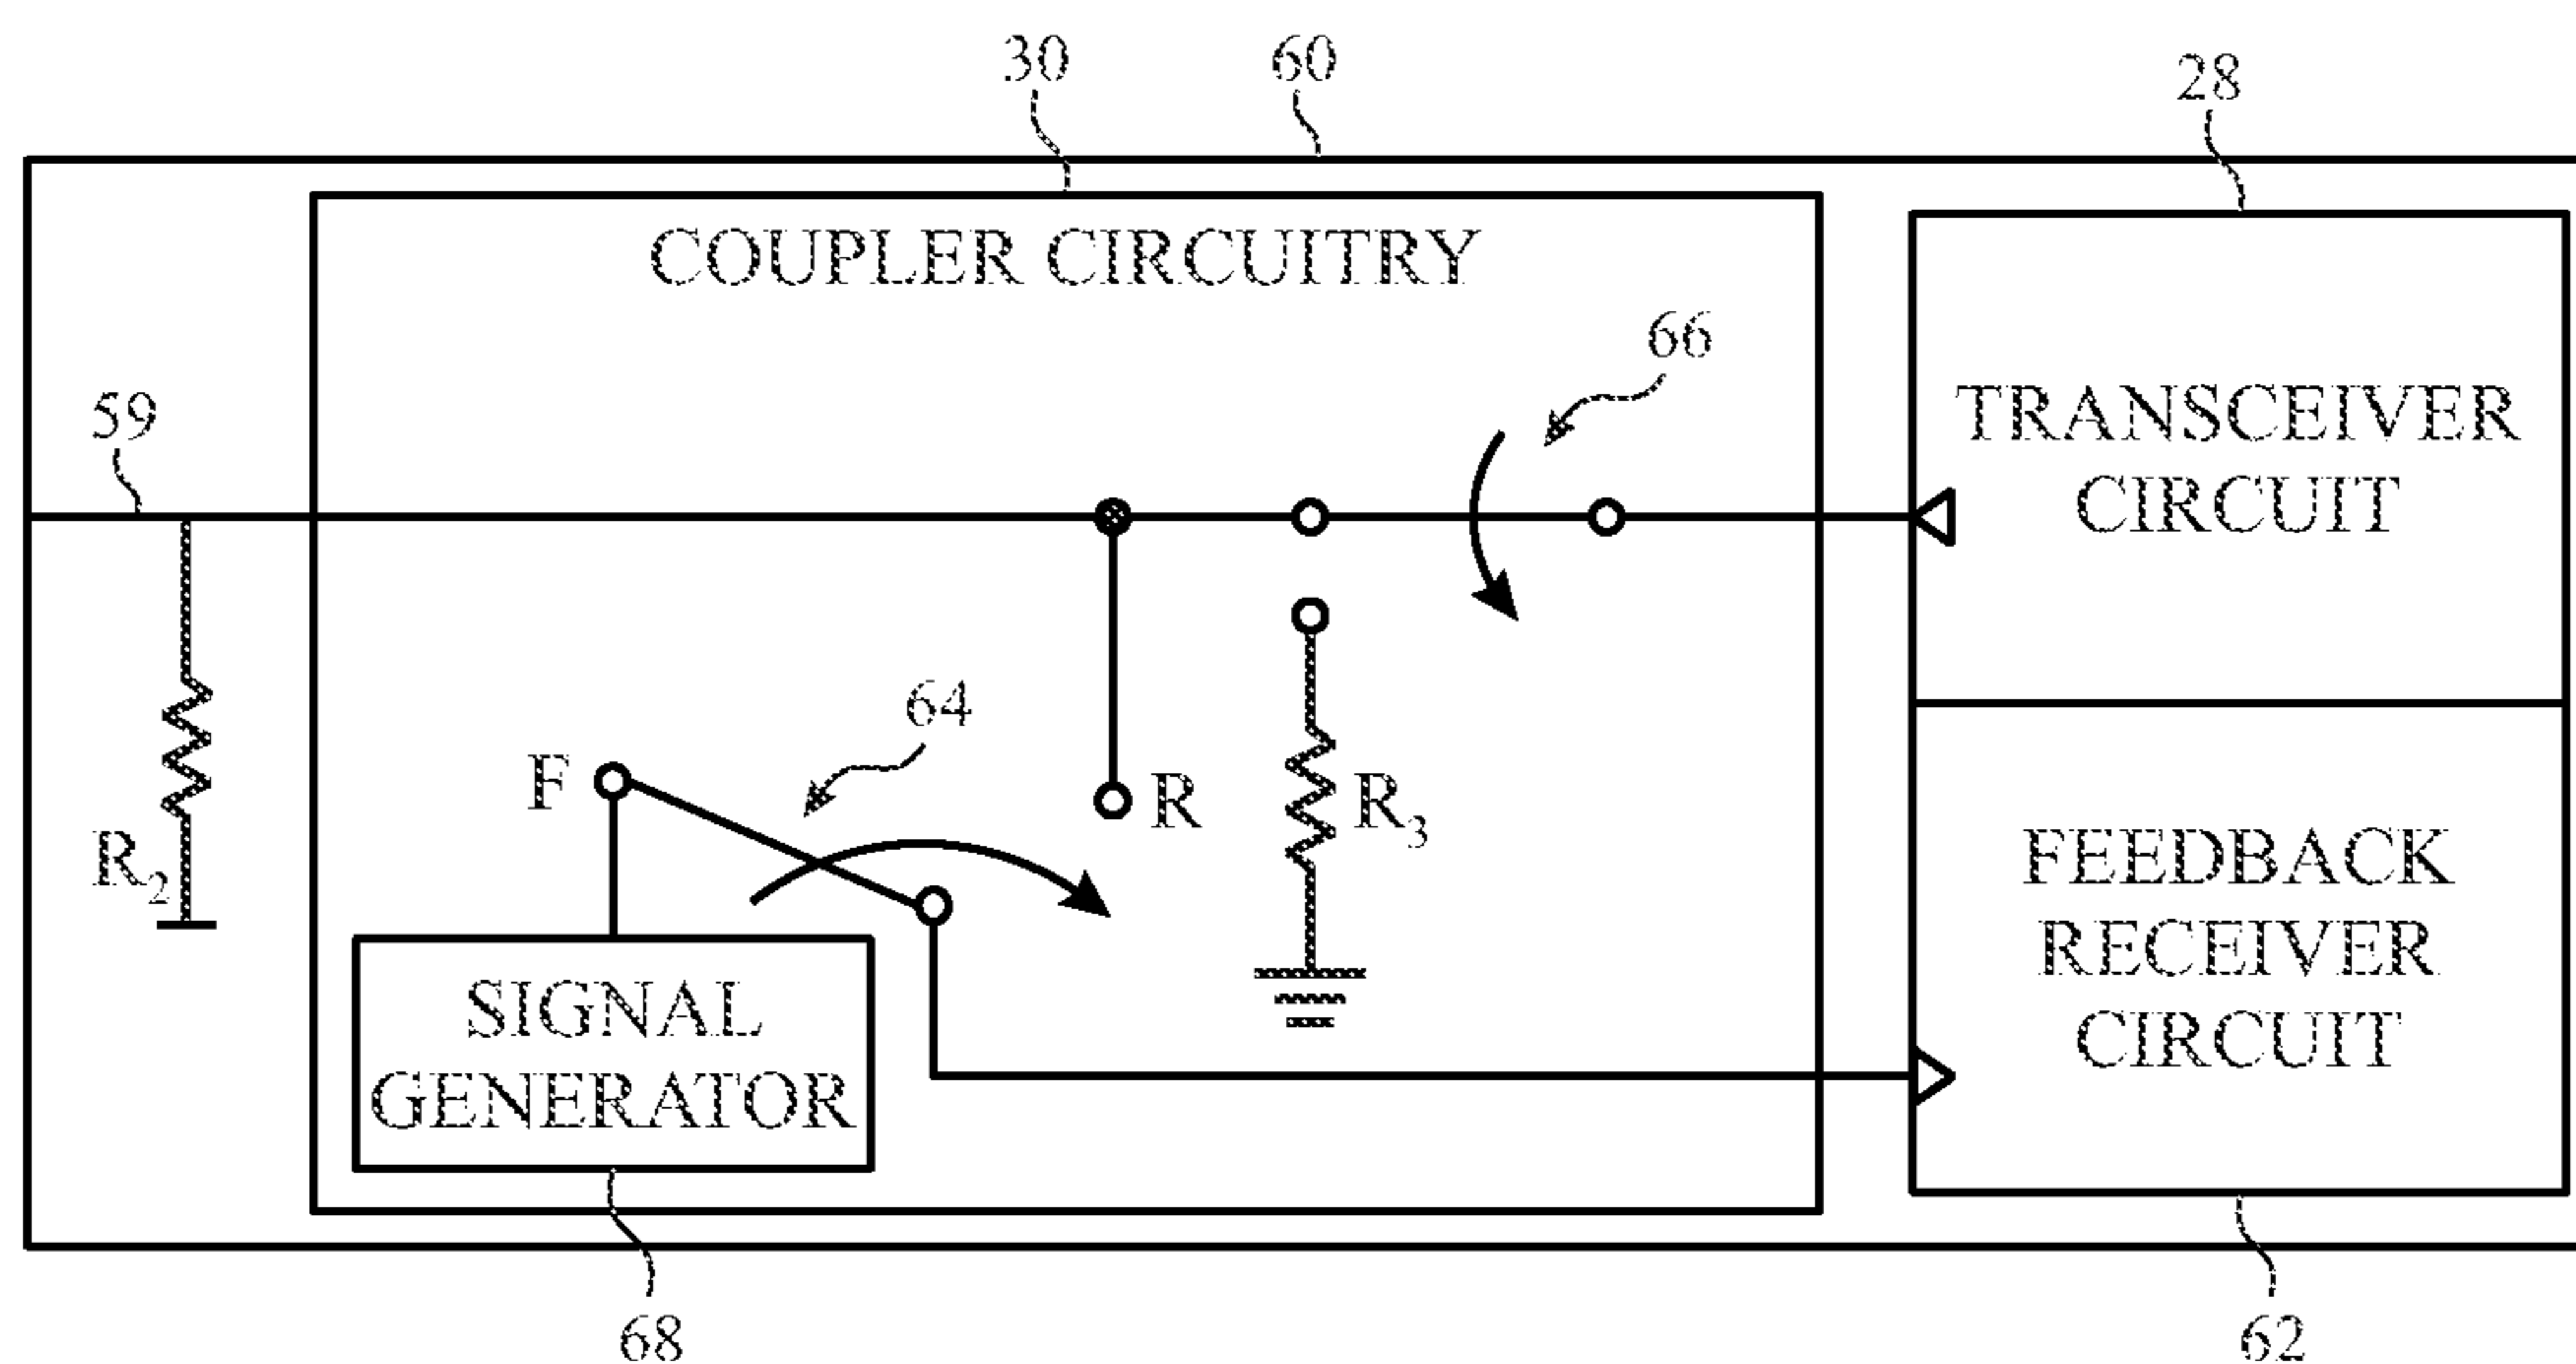 30
60
28
COUPLER CIRCUITRY
66
59
TRANSCEIVER
CIRCUIT
64
F
R
R3
R2
FEEDBACK
RECEIVER
CIRCUIT
SIGNAL
GENERATOR
68
62